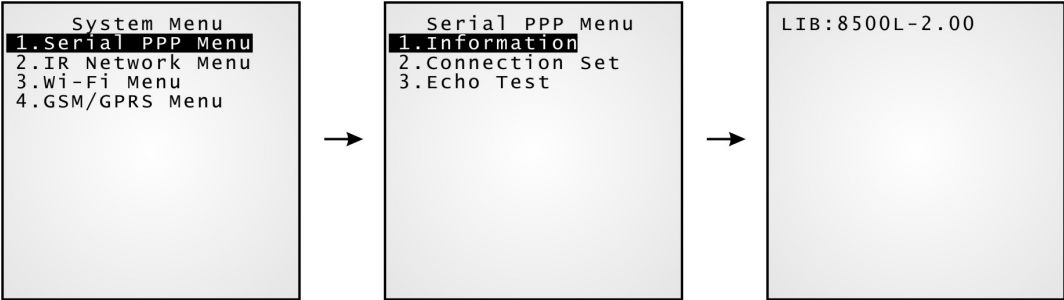 System Menu
1.Serial PPP Menu
2.IR Network Menu
3.Wi-Fi Menu
4.GSM/GPRS Menu
Serial PPP Menu
1.Information
2.Connection Set
3.Echo Test
LIB:8500L-2.00